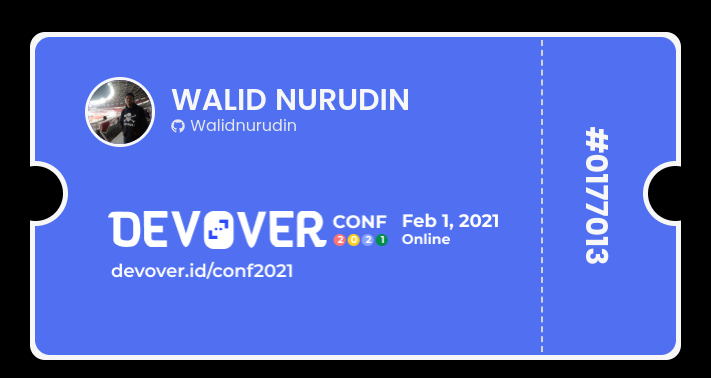 WALID NURUDIN
Walidnurudin
DEVOVER CONF 2021
Feb 1, 2021
Online
devover.id/conf2021
#0177013